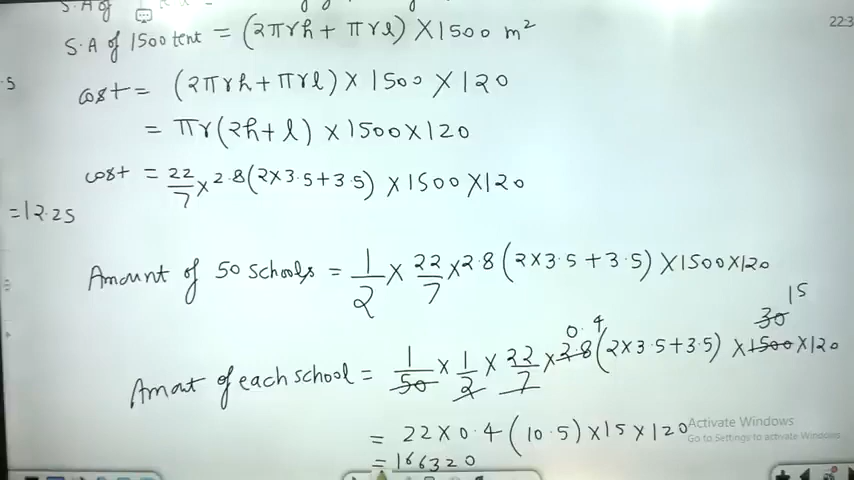 S.A of
22:3
S.A of 1500 tent = (2πrh + πrl) × 1500 m²
cost = (2πrh + πrl) × 1500 × 120
= πr(2h + l) × 1500 × 120
cost = 22/7 × 2.8 (2×3.5+3.5) × 1500 × 120
= 12.25
Amount of 50 schools = 1/2 × 22/7 × 2.8 (2×3.5+3.5) × 1500 × 120
15
0.4 30
Amout of each school = 1/50 × 1/2 × 22/7 × 2.8 (2×3.5+3.5) × 1500 × 120
= 22 × 0.4 (10.5) × 15 × 120
= 166320
Activate Windows
Go to Settings to activate Windows